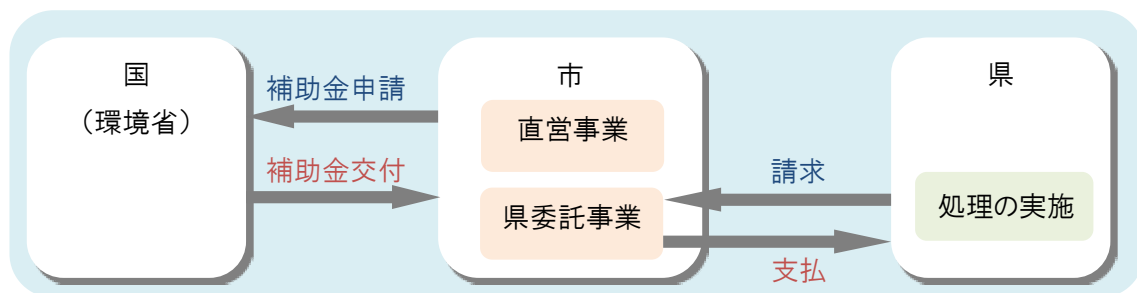 国
（環境省）
補助金申請
補助金交付
市
直営事業
県委託事業
請求
支払
県
処理の実施